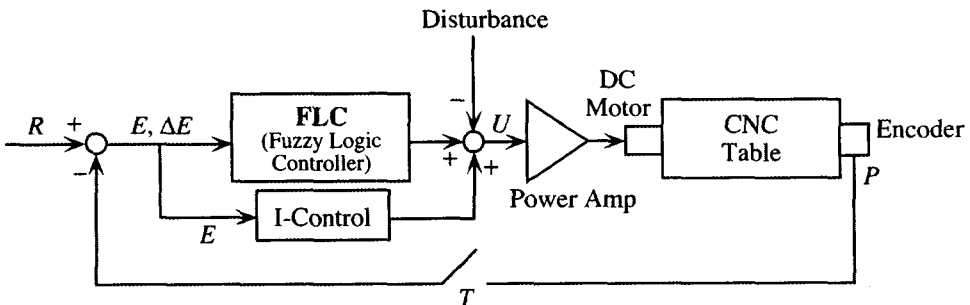 Disturbance
DC
Motor
R
+
−
E, ΔE
FLC
(Fuzzy Logic
Controller)
−
+
+
U
Power Amp
CNC
Table
Encoder
P
E
I-Control
T